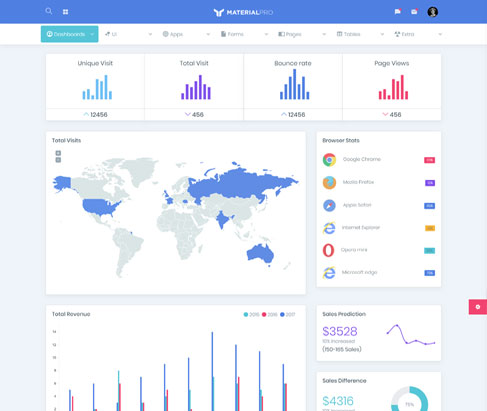 MATERIALPRO
Dashboards
UI
Apps
Forms
Pages
Tables
Extra
Unique Visit
Total Visit
Bounce rate
Page Views
12456
456
12456
456
Total Visits
Browser Stats
Google Chrome
Mozila Firefox
Apple Safari
Internet Explorer
Opera mini
Microsoft edge
Total Revenue
2015
2016
2017
14
12
10
8
6
4
2
Sales Prediction
$3528
10% Increased
(150-165 Sales)
Sales Difference
$4316
75%